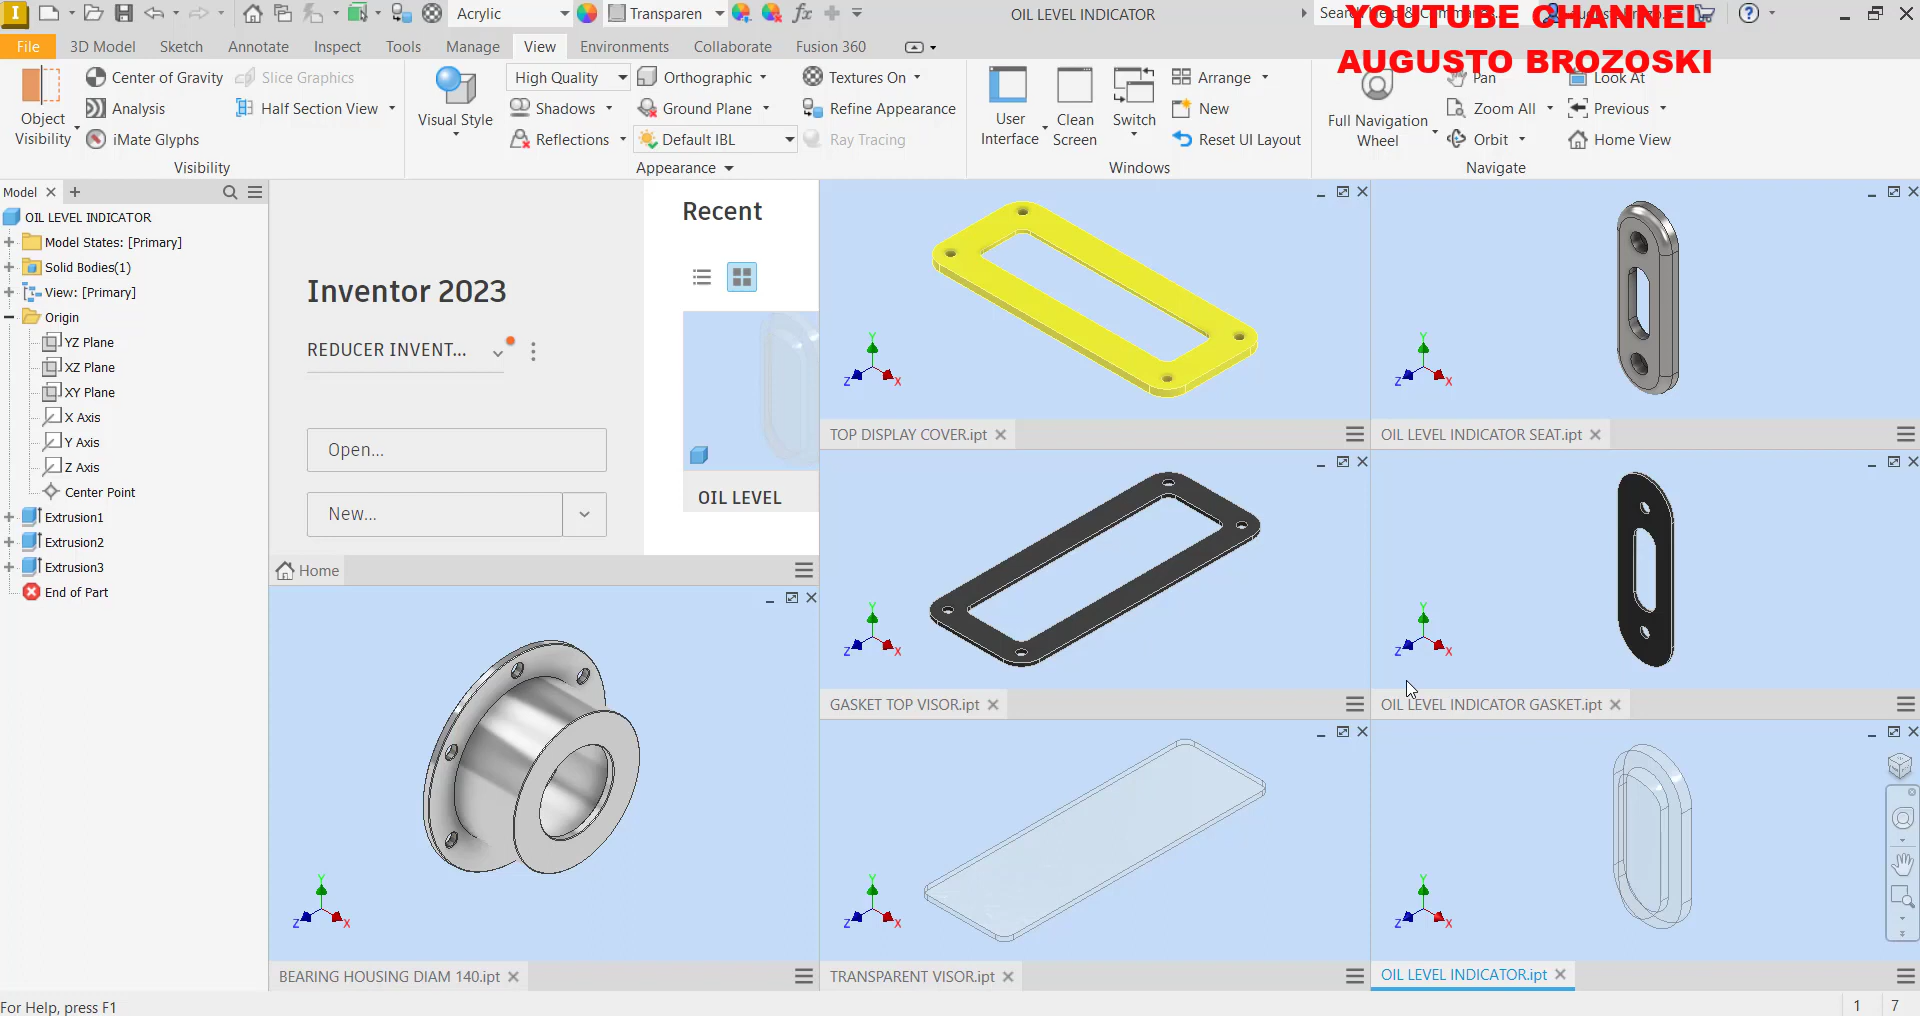 Acrylic
Transparen
fx
OIL LEVEL INDICATOR
YOUTUBE CHANNEL
AUGUSTO BROZOSKI
File
3D Model
Sketch
Annotate
Inspect
Tools
Manage
View
Environments
Collaborate
Fusion 360
Object
Visibility
Center of Gravity
Analysis
iMate Glyphs
Slice Graphics
Half Section View
Visibility
Visual Style
High Quality
Shadows
Reflections
Orthographic
Ground Plane
Default IBL
Textures On
Refine Appearance
Ray Tracing
Appearance
User
Interface
Clean
Screen
Switch
Arrange
New
Reset UI Layout
Windows
Full Navigation
Wheel
Pan
Zoom All
Orbit
Look At
Previous
Home View
Navigate
Model
OIL LEVEL INDICATOR
Model States: [Primary]
Solid Bodies(1)
View: [Primary]
Origin
YZ Plane
XZ Plane
XY Plane
X Axis
Y Axis
Z Axis
Center Point
Extrusion1
Extrusion2
Extrusion3
End of Part
Inventor 2023
REDUCER INVENT...
Open...
New...
Recent
OIL LEVEL
Home
Y
Z
X
TOP DISPLAY COVER.ipt
Y
Z
X
OIL LEVEL INDICATOR SEAT.ipt
Y
Z
X
GASKET TOP VISOR.ipt
Y
Z
X
OIL LEVEL INDICATOR GASKET.ipt
Y
Z
X
BEARING HOUSING DIAM 140.ipt
Y
Z
X
TRANSPARENT VISOR.ipt
Y
Z
X
OIL LEVEL INDICATOR.ipt
For Help, press F1
1
7